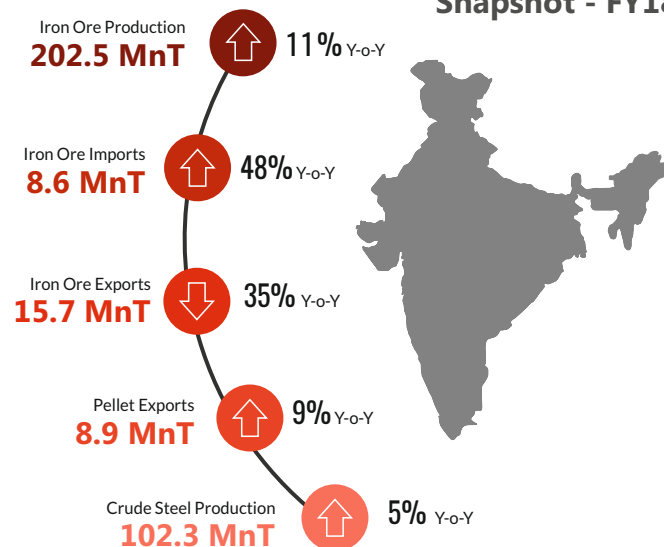 Snapshot - FY18
Iron Ore Production
202.5 MnT
11% Y-o-Y
Iron Ore Imports
8.6 MnT
48% Y-o-Y
Iron Ore Exports
15.7 MnT
35% Y-o-Y
Pellet Exports
8.9 MnT
9% Y-o-Y
Crude Steel Production
102.3 MnT
5% Y-o-Y